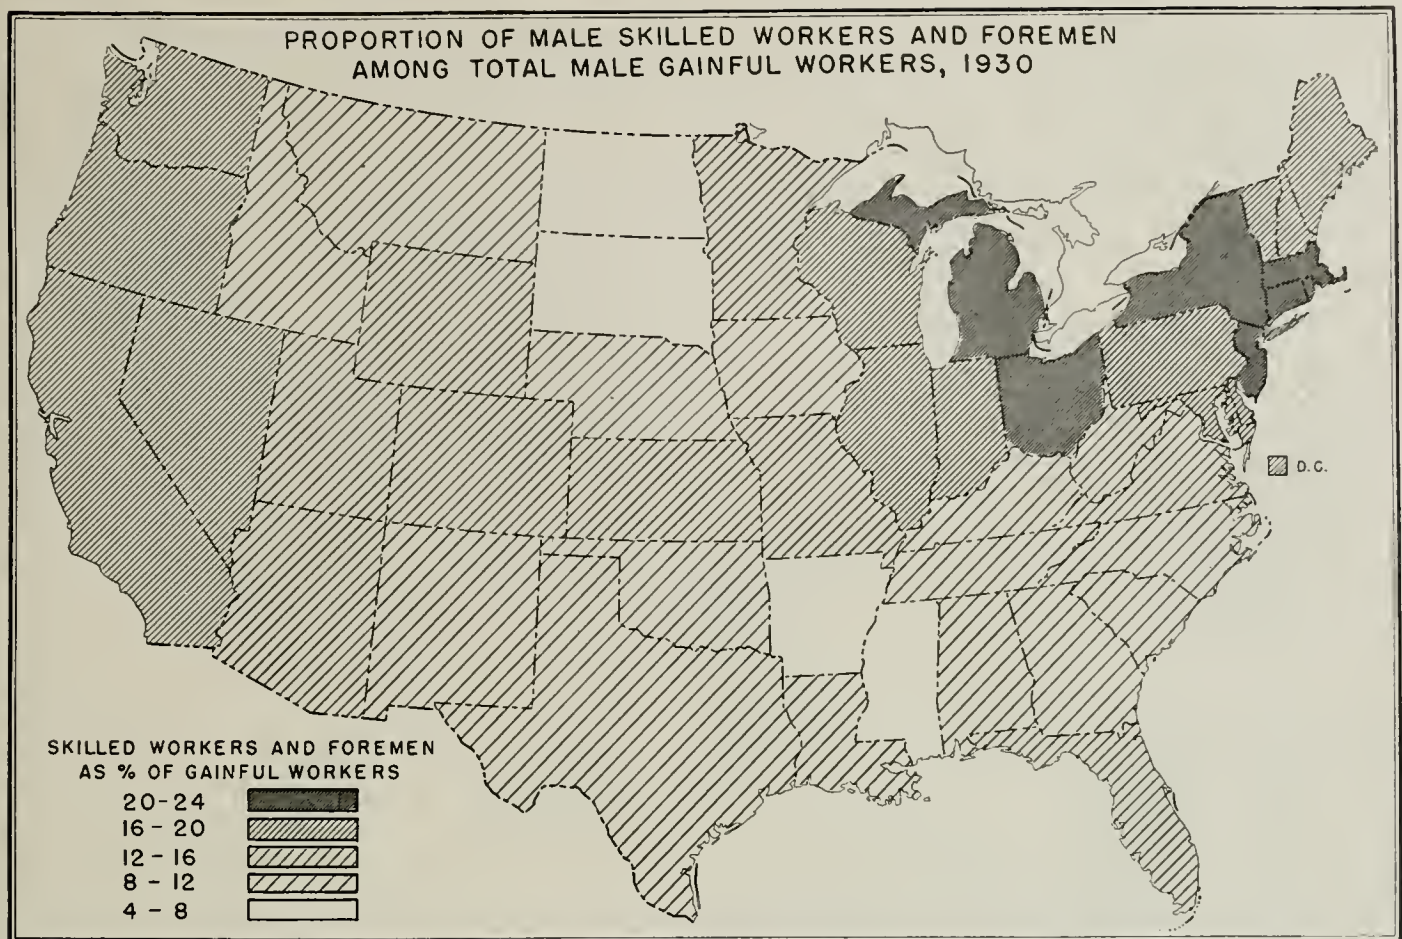 PROPORTION OF MALE SKILLED WORKERS AND FOREMEN
AMONG TOTAL MALE GAINFUL WORKERS, 1930
D.C.
SKILLED WORKERS AND FOREMEN
AS % OF GAINFUL WORKERS
20-24
16 - 20
12 - 16
8 - 12
4 - 8